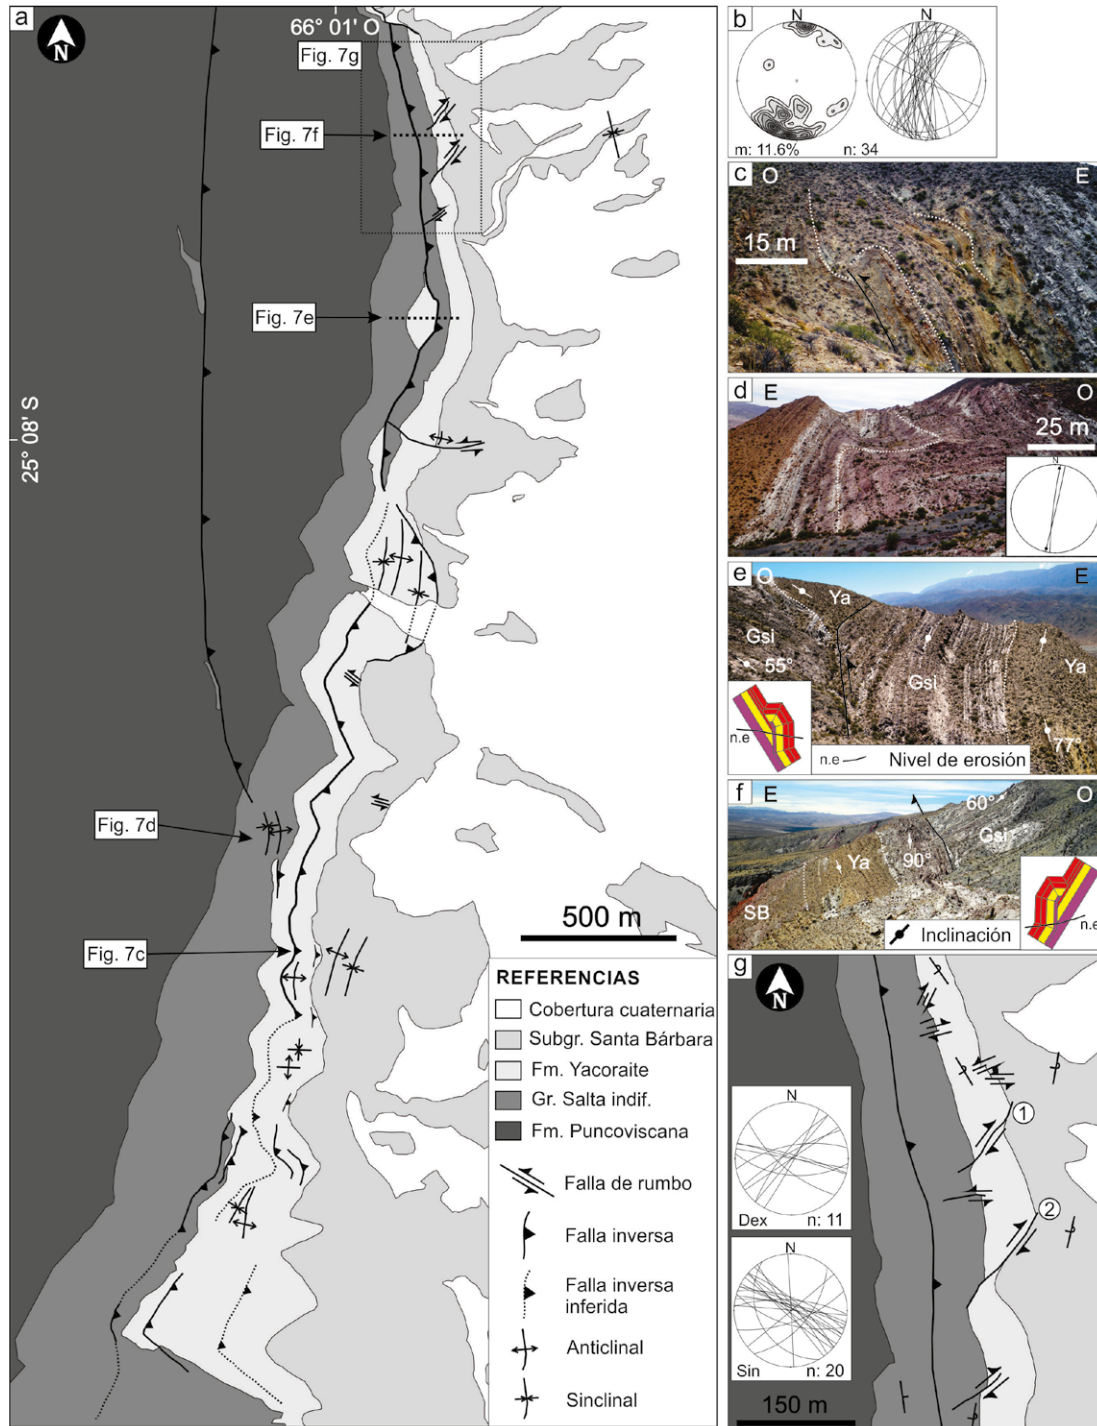 a
N
66° 01' O
Fig. 7g
Fig. 7f
Fig. 7e
25° 08' S
Fig. 7d
Fig. 7c
500 m
REFERENCIAS
Cobertura cuaternaria
Subgr. Santa Bárbara
Fm. Yacoraite
Gr. Salta indif.
Fm. Puncoviscana
Falla de rumbo
Falla inversa
Falla inversa
inferida
Anticlinal
Sinclinal
b
N
N
m: 11.6%
n: 34
c
O
E
15 m
d
E
O
25 m
N
e
O
E
Ya
Gsi
55°
Gsi
Ya
77°
n.e
n.e
Nivel de erosión
f
E
O
60°
Gsi
Ya
90°
SB
Inclinación
n.e
g
N
1
2
N
Dex
n: 11
N
Sin
n: 20
150 m